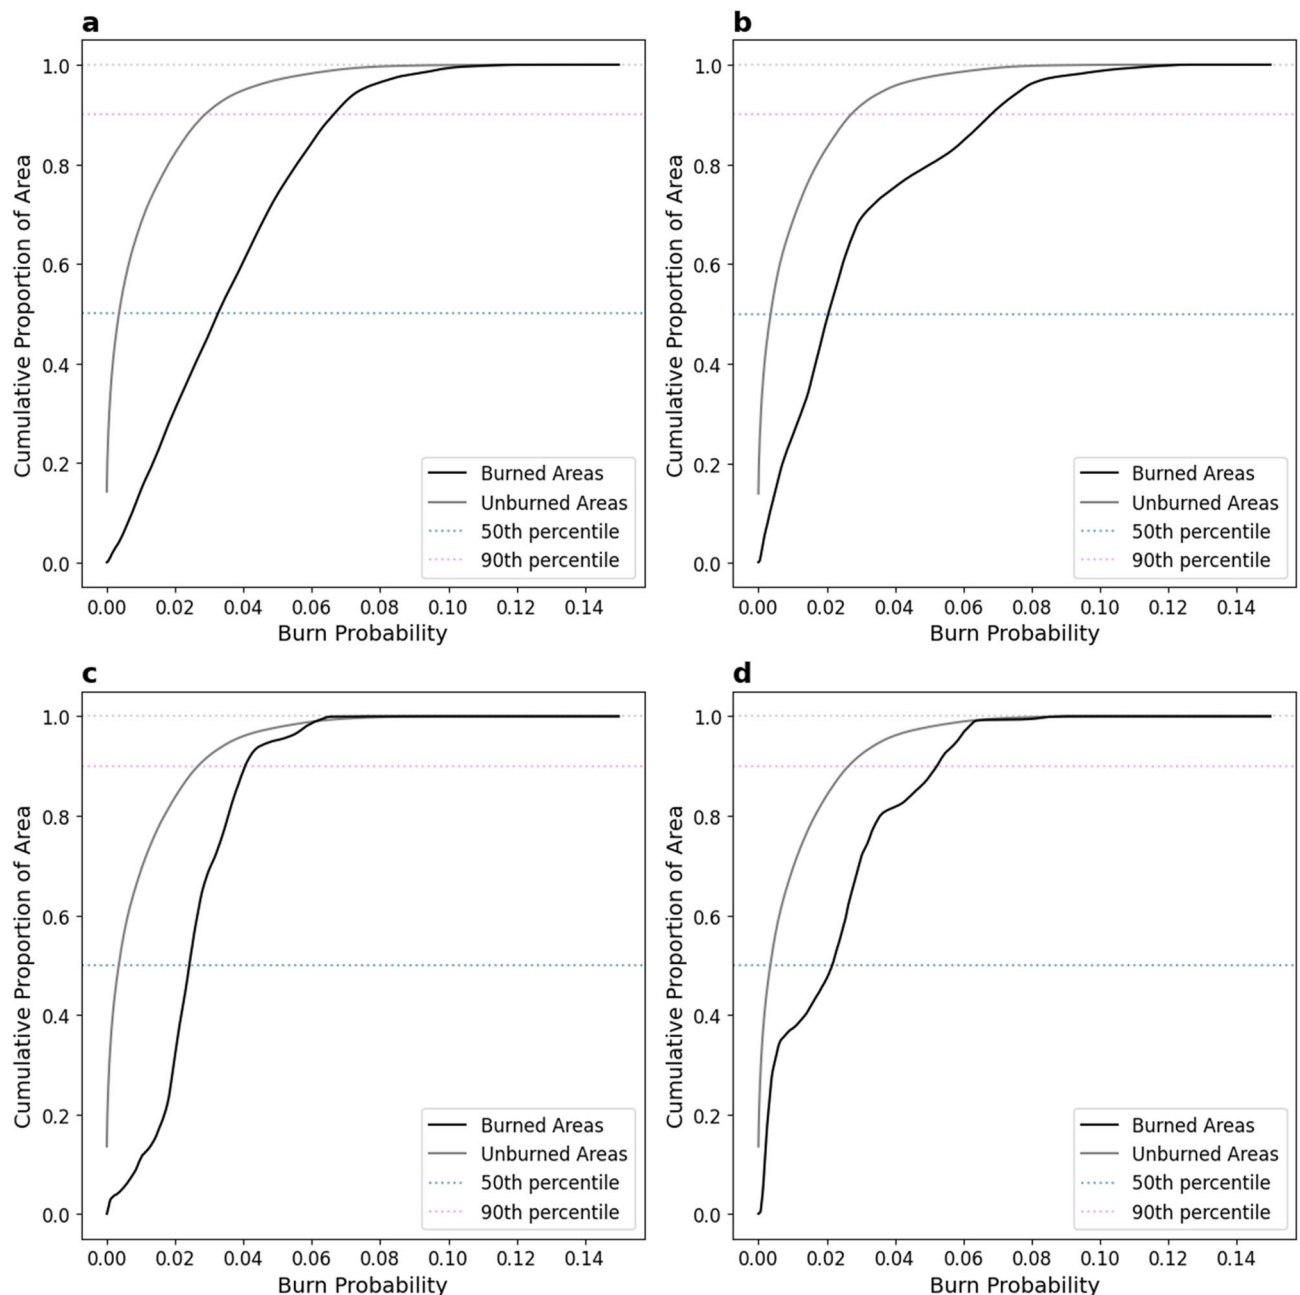 a
1.0
0.8
0.6
0.4
0.2
0.0
Cumulative Proportion of Area
Burned Areas
Unburned Areas
50th percentile
90th percentile
0.00 0.02 0.04 0.06 0.08 0.10 0.12 0.14
Burn Probability
b
1.0
0.8
0.6
0.4
0.2
0.0
Cumulative Proportion of Area
Burned Areas
Unburned Areas
50th percentile
90th percentile
0.00 0.02 0.04 0.06 0.08 0.10 0.12 0.14
Burn Probability
c
1.0
0.8
0.6
0.4
0.2
0.0
Cumulative Proportion of Area
Burned Areas
Unburned Areas
50th percentile
90th percentile
0.00 0.02 0.04 0.06 0.08 0.10 0.12 0.14
Burn Probability
d
1.0
0.8
0.6
0.4
0.2
0.0
Cumulative Proportion of Area
Burned Areas
Unburned Areas
50th percentile
90th percentile
0.00 0.02 0.04 0.06 0.08 0.10 0.12 0.14
Burn Probability